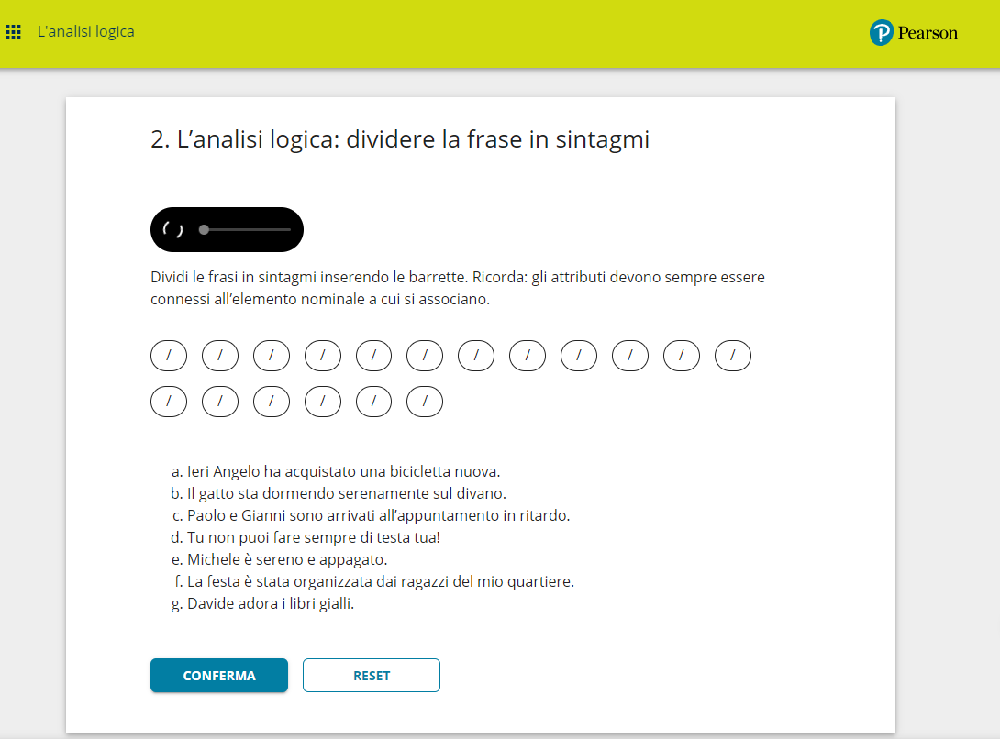 L'analisi logica
Pearson
2. L’analisi logica: dividere la frase in sintagmi
Dividi le frasi in sintagmi inserendo le barrette. Ricorda: gli attributi devono sempre essere
connessi all’elemento nominale a cui si associano.
/ / / / / / / / / / / /
/ / / / / /
a. Ieri Angelo ha acquistato una bicicletta nuova.
b. Il gatto sta dormendo serenamente sul divano.
c. Paolo e Gianni sono arrivati all’appuntamento in ritardo.
d. Tu non puoi fare sempre di testa tua!
e. Michele è sereno e appagato.
f. La festa è stata organizzata dai ragazzi del mio quartiere.
g. Davide adora i libri gialli.
CONFERMA RESET